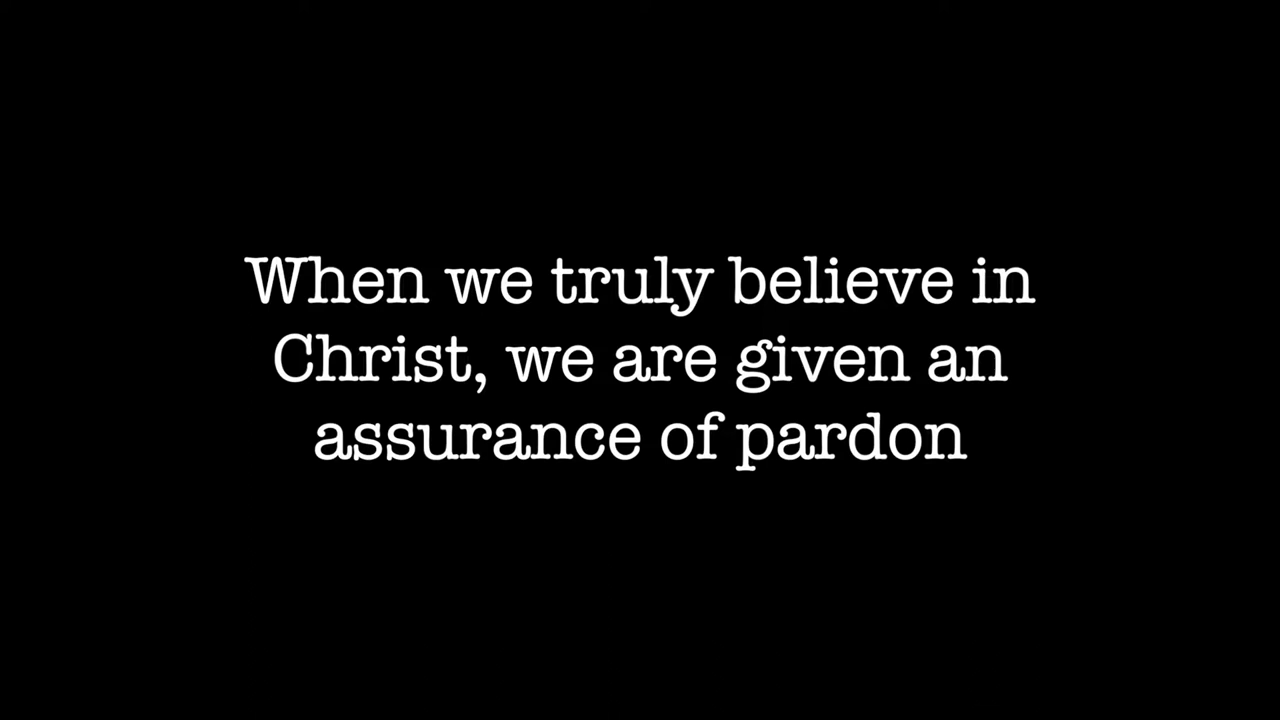 When we truly believe in
Christ, we are given an
assurance of pardon